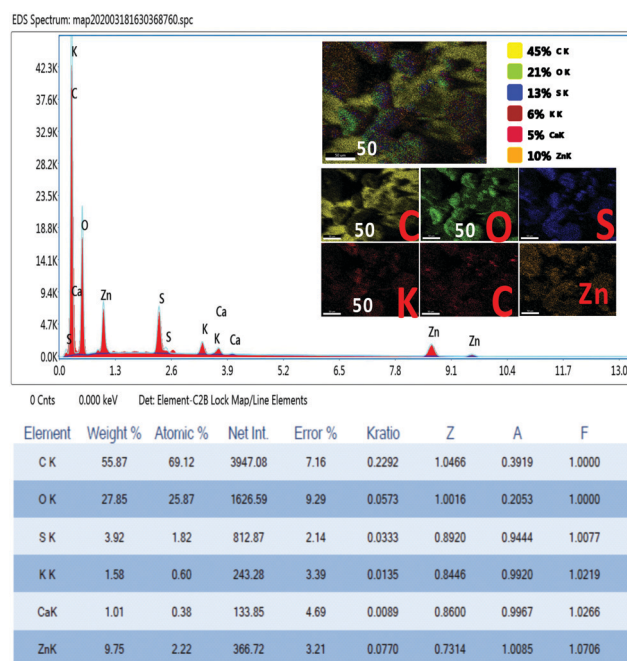 EDS Spectrum: map202003181630368760.spc
K
42.3K
C
37.6K
32.9K
28.2K
23.5K
18.8K
14.1K
9.4K
4.7K
0.0K
O
Ca
Zn
S
S
S
K
K
Ca
Ca
Zn
Zn
0.0
1.3
2.6
3.9
5.2
6.5
7.8
9.1
10.4
11.7
13.0
50
45% C K
21% O K
13% S K
6% K K
5% CaK
10% ZnK
C
50 O
S
50 K
C
Zn
0 Cnts 0.000 keV Det: Element-C2B Lock Map/Line Elements
Element Weight % Atomic % Net Int. Error % Kratio Z A F
C K 55.87 69.12 3947.08 7.16 0.2292 1.0466 0.3919 1.0000
O K 27.85 25.87 1626.59 9.29 0.0573 1.0016 0.2053 1.0000
S K 3.92 1.82 812.87 2.14 0.0333 0.8920 0.9444 1.0077
K K 1.58 0.60 243.28 3.39 0.0135 0.8446 0.9920 1.0219
CaK 1.01 0.38 133.85 4.69 0.0089 0.8600 0.9967 1.0266
ZnK 9.75 2.22 366.72 3.21 0.0770 0.7314 1.0085 1.0706